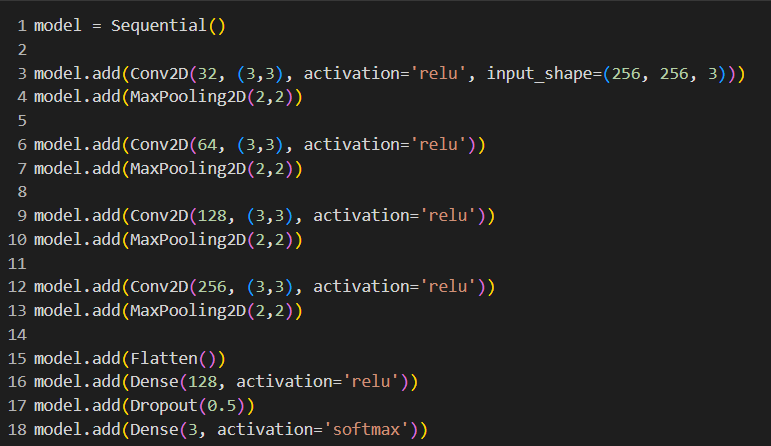 1 model = Sequential()
2
3 model.add(Conv2D(32, (3,3), activation='relu', input_shape=(256, 256, 3)))
4 model.add(MaxPooling2D(2,2))
5
6 model.add(Conv2D(64, (3,3), activation='relu'))
7 model.add(MaxPooling2D(2,2))
8
9 model.add(Conv2D(128, (3,3), activation='relu'))
10 model.add(MaxPooling2D(2,2))
11
12 model.add(Conv2D(256, (3,3), activation='relu'))
13 model.add(MaxPooling2D(2,2))
14
15 model.add(Flatten())
16 model.add(Dense(128, activation='relu'))
17 model.add(Dropout(0.5))
18 model.add(Dense(3, activation='softmax'))